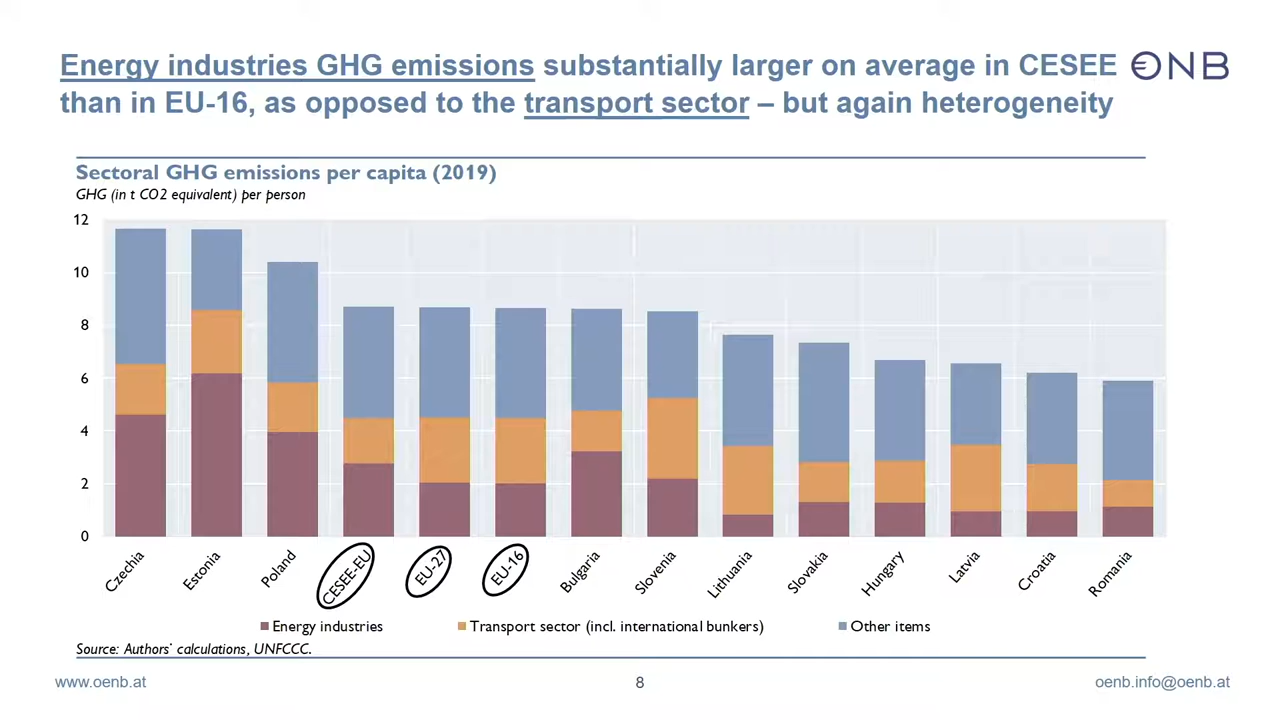 Energy industries GHG emissions substantially larger on average in CESEE
than in EU-16, as opposed to the transport sector – but again heterogeneity
€NB
Sectoral GHG emissions per capita (2019)
GHG (in t CO2 equivalent) per person
12
10
8
6
4
2
0
Czechia
Estonia
Poland
CESEE-EU
EU-27
EU-16
Bulgaria
Slovenia
Lithuania
Slovakia
Hungary
Latvia
Croatia
Romania
Energy industries
Transport sector (incl. international bunkers)
Other items
Source: Authors' calculations, UNFCCC.
www.oenb.at
8
oenb.info@oenb.at